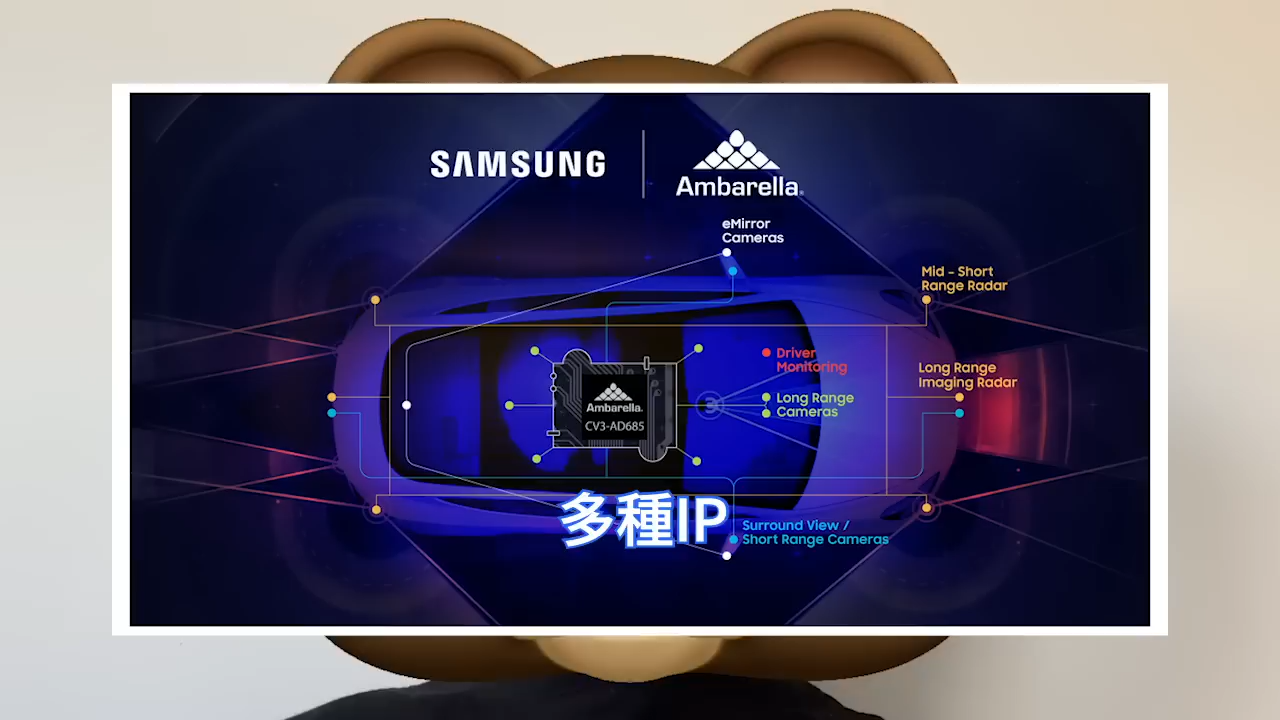 SAMSUNG
Ambarella
eMirror
Cameras
Mid - Short
Range Radar
Driver
Monitoring
Long Range
Imaging Radar
Long Range
Cameras
Ambarella
CV3-AD685
多種IP
Surround View /
Short Range Cameras